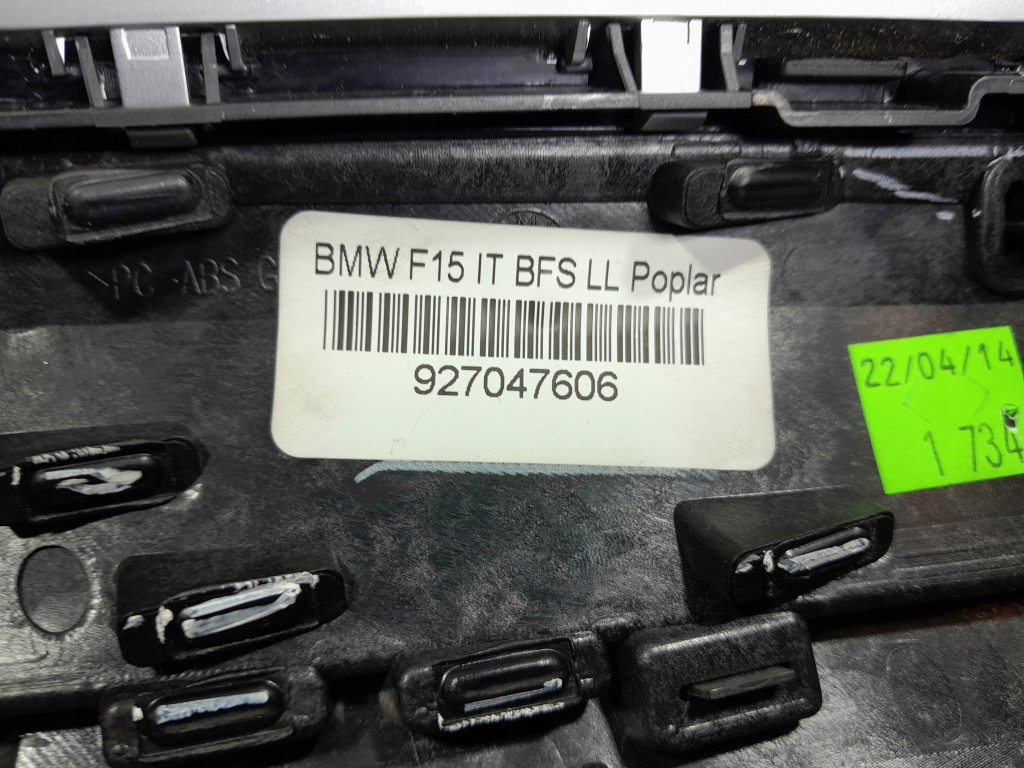 BMW F15 IT BFS LL Poplar
>PC-ABS
927047606
22/04/14
1 734